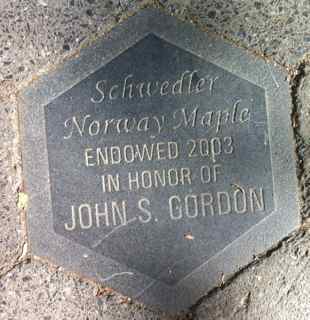 Schwedler
Norway Maple
ENDOWED 2003
IN HONOR OF
JOHN S. GORDON